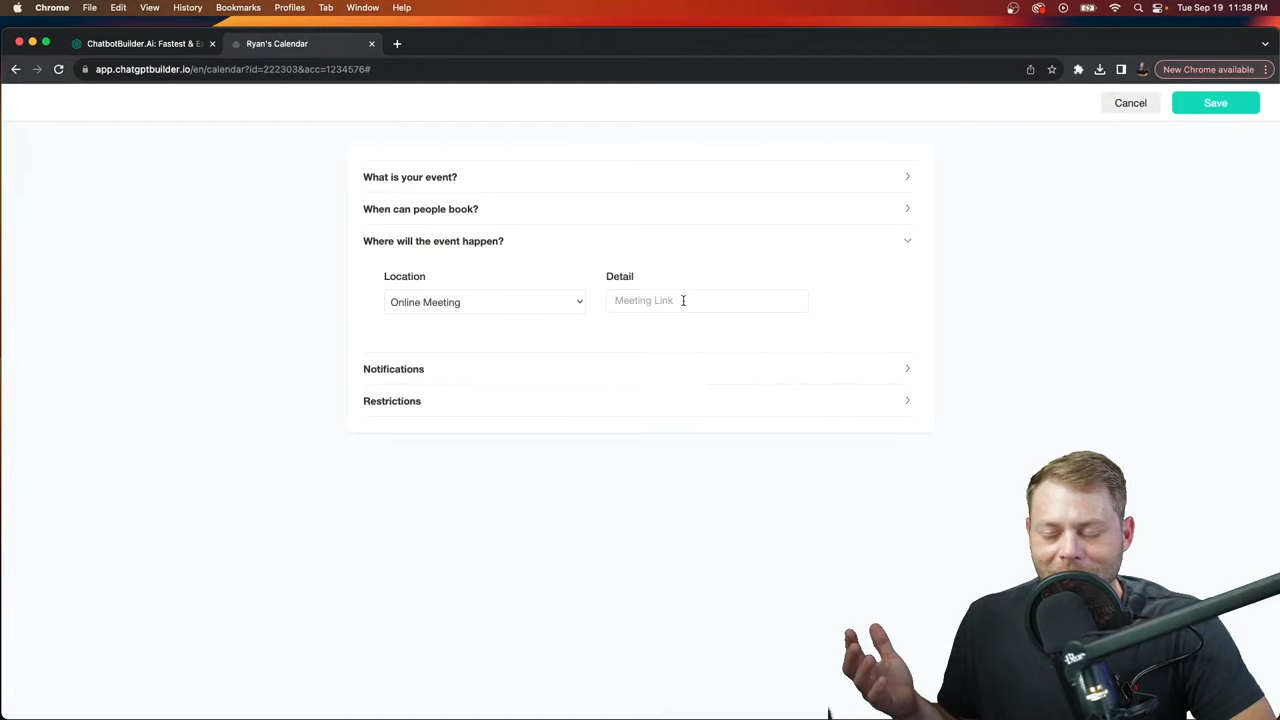 Chrome File Edit View History Bookmarks Profiles Tab Window Help Tue Sep 19 11:38 PM
ChatbotBuilder.Ai: Fastest & E Ryan's Calendar
app.chatgptbuilder.io/en/calendar?id=222303&acc=1234576# New Chrome available
Cancel Save
What is your event?
When can people book?
Where will the event happen?
Location Detail
Online Meeting Meeting Link
Notifications
Restrictions
Blue